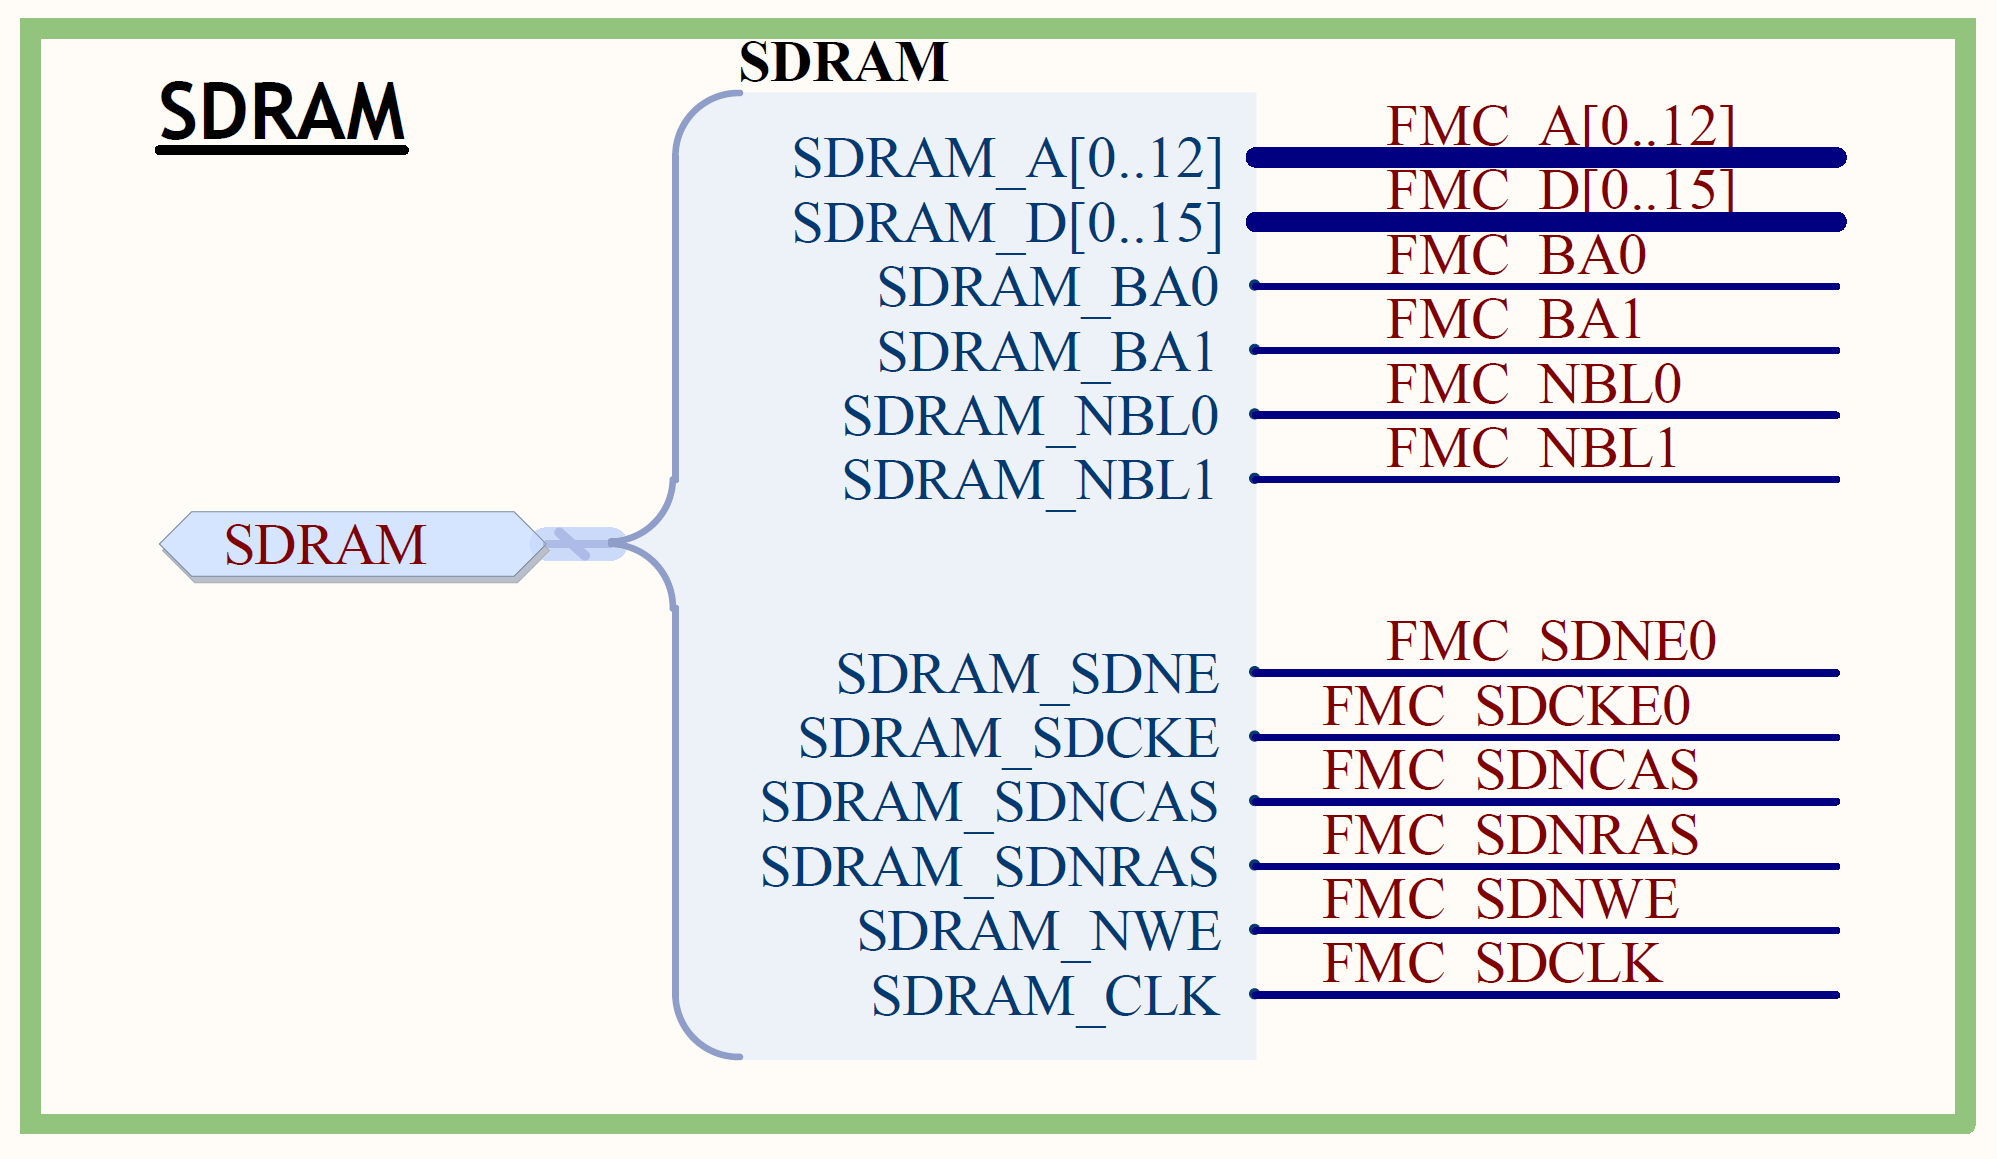 SDRAM
SDRAM
SDRAM_A[0..12] FMC_A[0..12]
SDRAM_D[0..15] FMC_D[0..15]
SDRAM_BA0 FMC_BA0
SDRAM_BA1 FMC_BA1
SDRAM_NBL0 FMC_NBL0
SDRAM_NBL1 FMC_NBL1
SDRAM
SDRAM_SDNE FMC_SDNE0
SDRAM_SDCKE FMC_SDCKE0
SDRAM_SDNCAS FMC_SDNCAS
SDRAM_SDNRAS FMC_SDNRAS
SDRAM_NWE FMC_SDNWE
SDRAM_CLK FMC_SDCLK